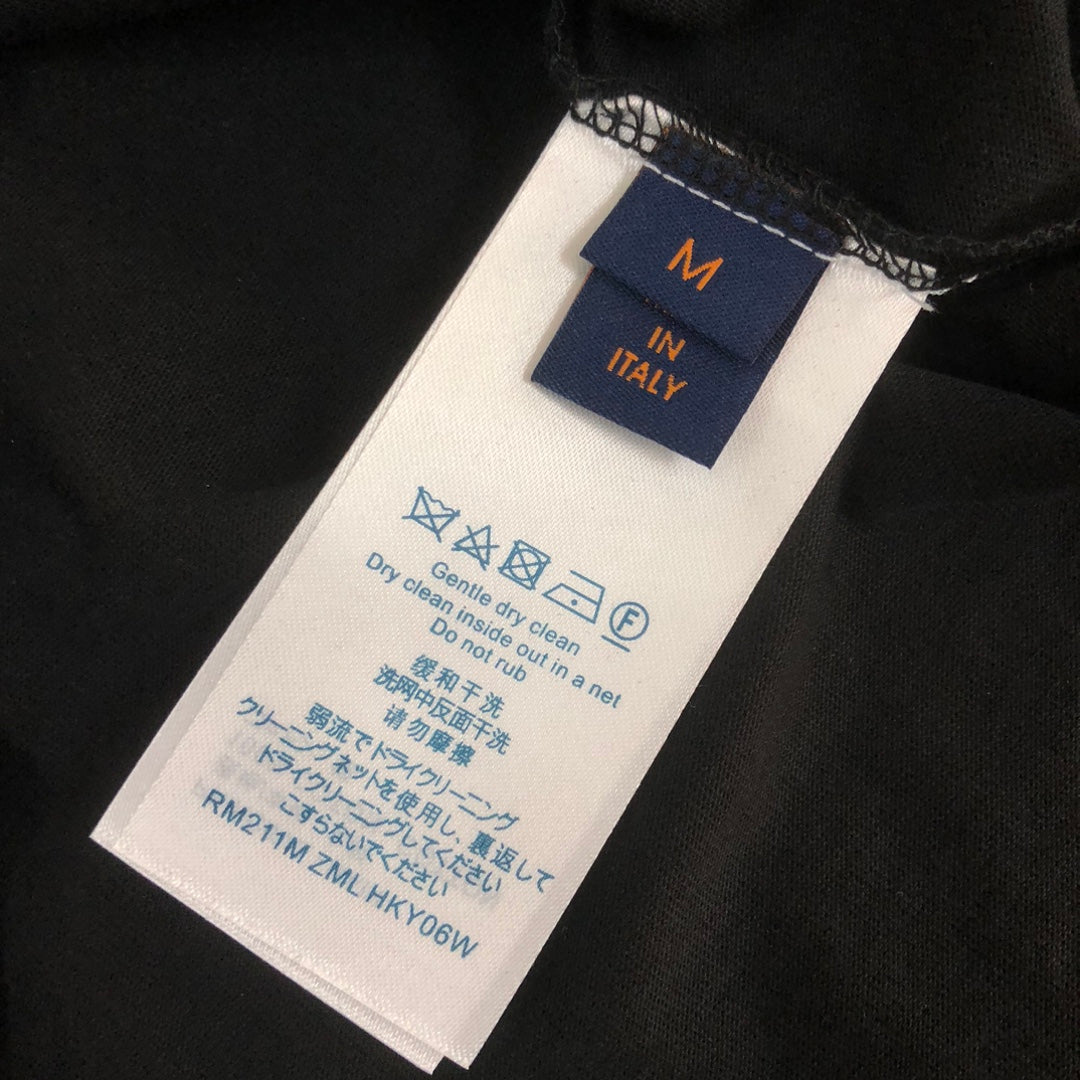 M
IN
ITALY
F
Gentle dry clean
Dry clean inside out in a net
Do not rub
缓和干洗
洗网中反面干洗
请勿摩擦
弱流でドライクリーニング
クリーニングネットを使用し、裏返して
ドライクリーニングしてください
こすらないでください
RM211M ZML HKY06W